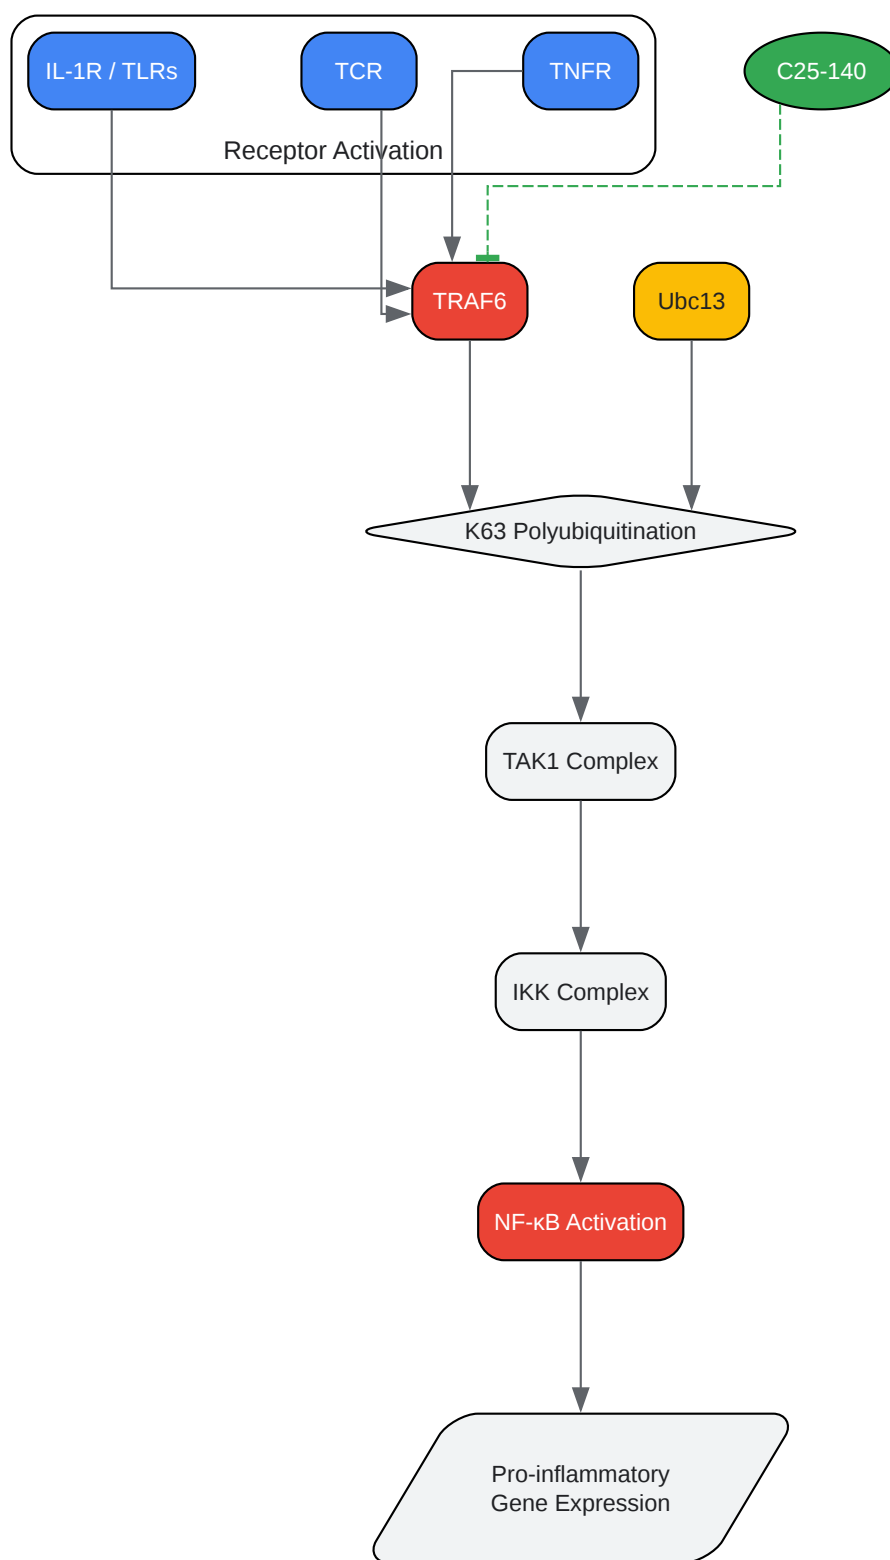 IL-1R / TLRs
TCR
TNFR
C25-140
Receptor Activation
TRAF6
Ubc13
K63 Polyubiquitination
TAK1 Complex
IKK Complex
NF-κB Activation
Pro-inflammatory
Gene Expression